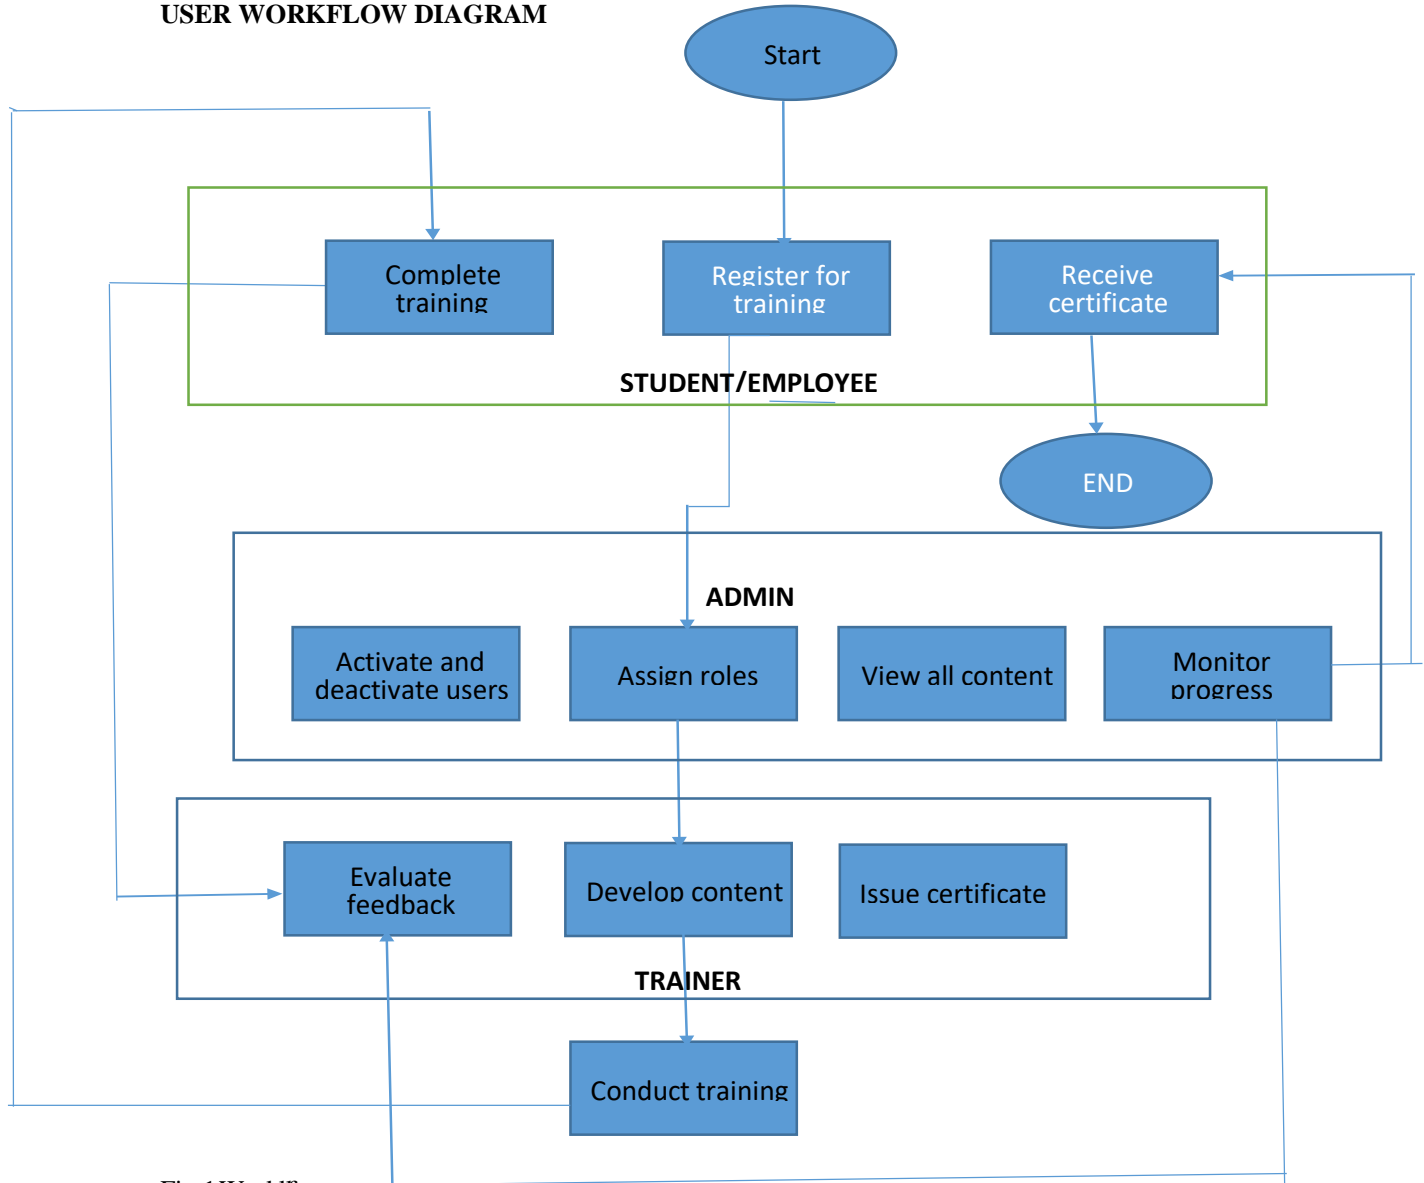 USER WORKFLOW DIAGRAM
Start
Complete
training
Register for
training
Receive
certificate
STUDENT/EMPLOYEE
END
ADMIN
Activate and
deactivate users
Assign roles
View all content
Monitor
progress
Evaluate
feedback
Develop content
Issue certificate
TRAINER
Conduct training